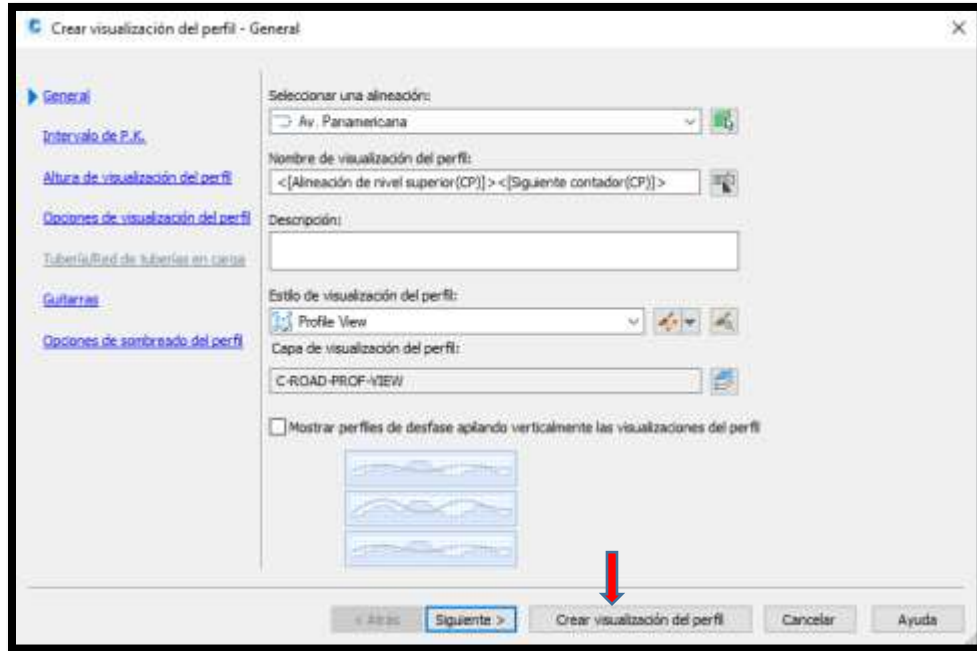 Crear visualización del perfil - General
General
Intervalo de P.K.
Altura de visualización del perfil
Opciones de visualización del perfil
Tubería/Red de tuberías en carga
Guitarras
Opciones de sombreado del perfil
Seleccionar una alineación:
Av. Panamericana
Nombre de visualización del perfil:
<[Alineación de nivel superior(CP)]><[Siguiente contador(CP)]>
Descripción:
Estilo de visualización del perfil:
Profile View
Capa de visualización del perfil:
C-ROAD-PROF-VIEW
Mostrar perfiles de desfase apilando verticalmente las visualizaciones del perfil
< Atrás Siguiente > Crear visualización del perfil Cancelar Ayuda